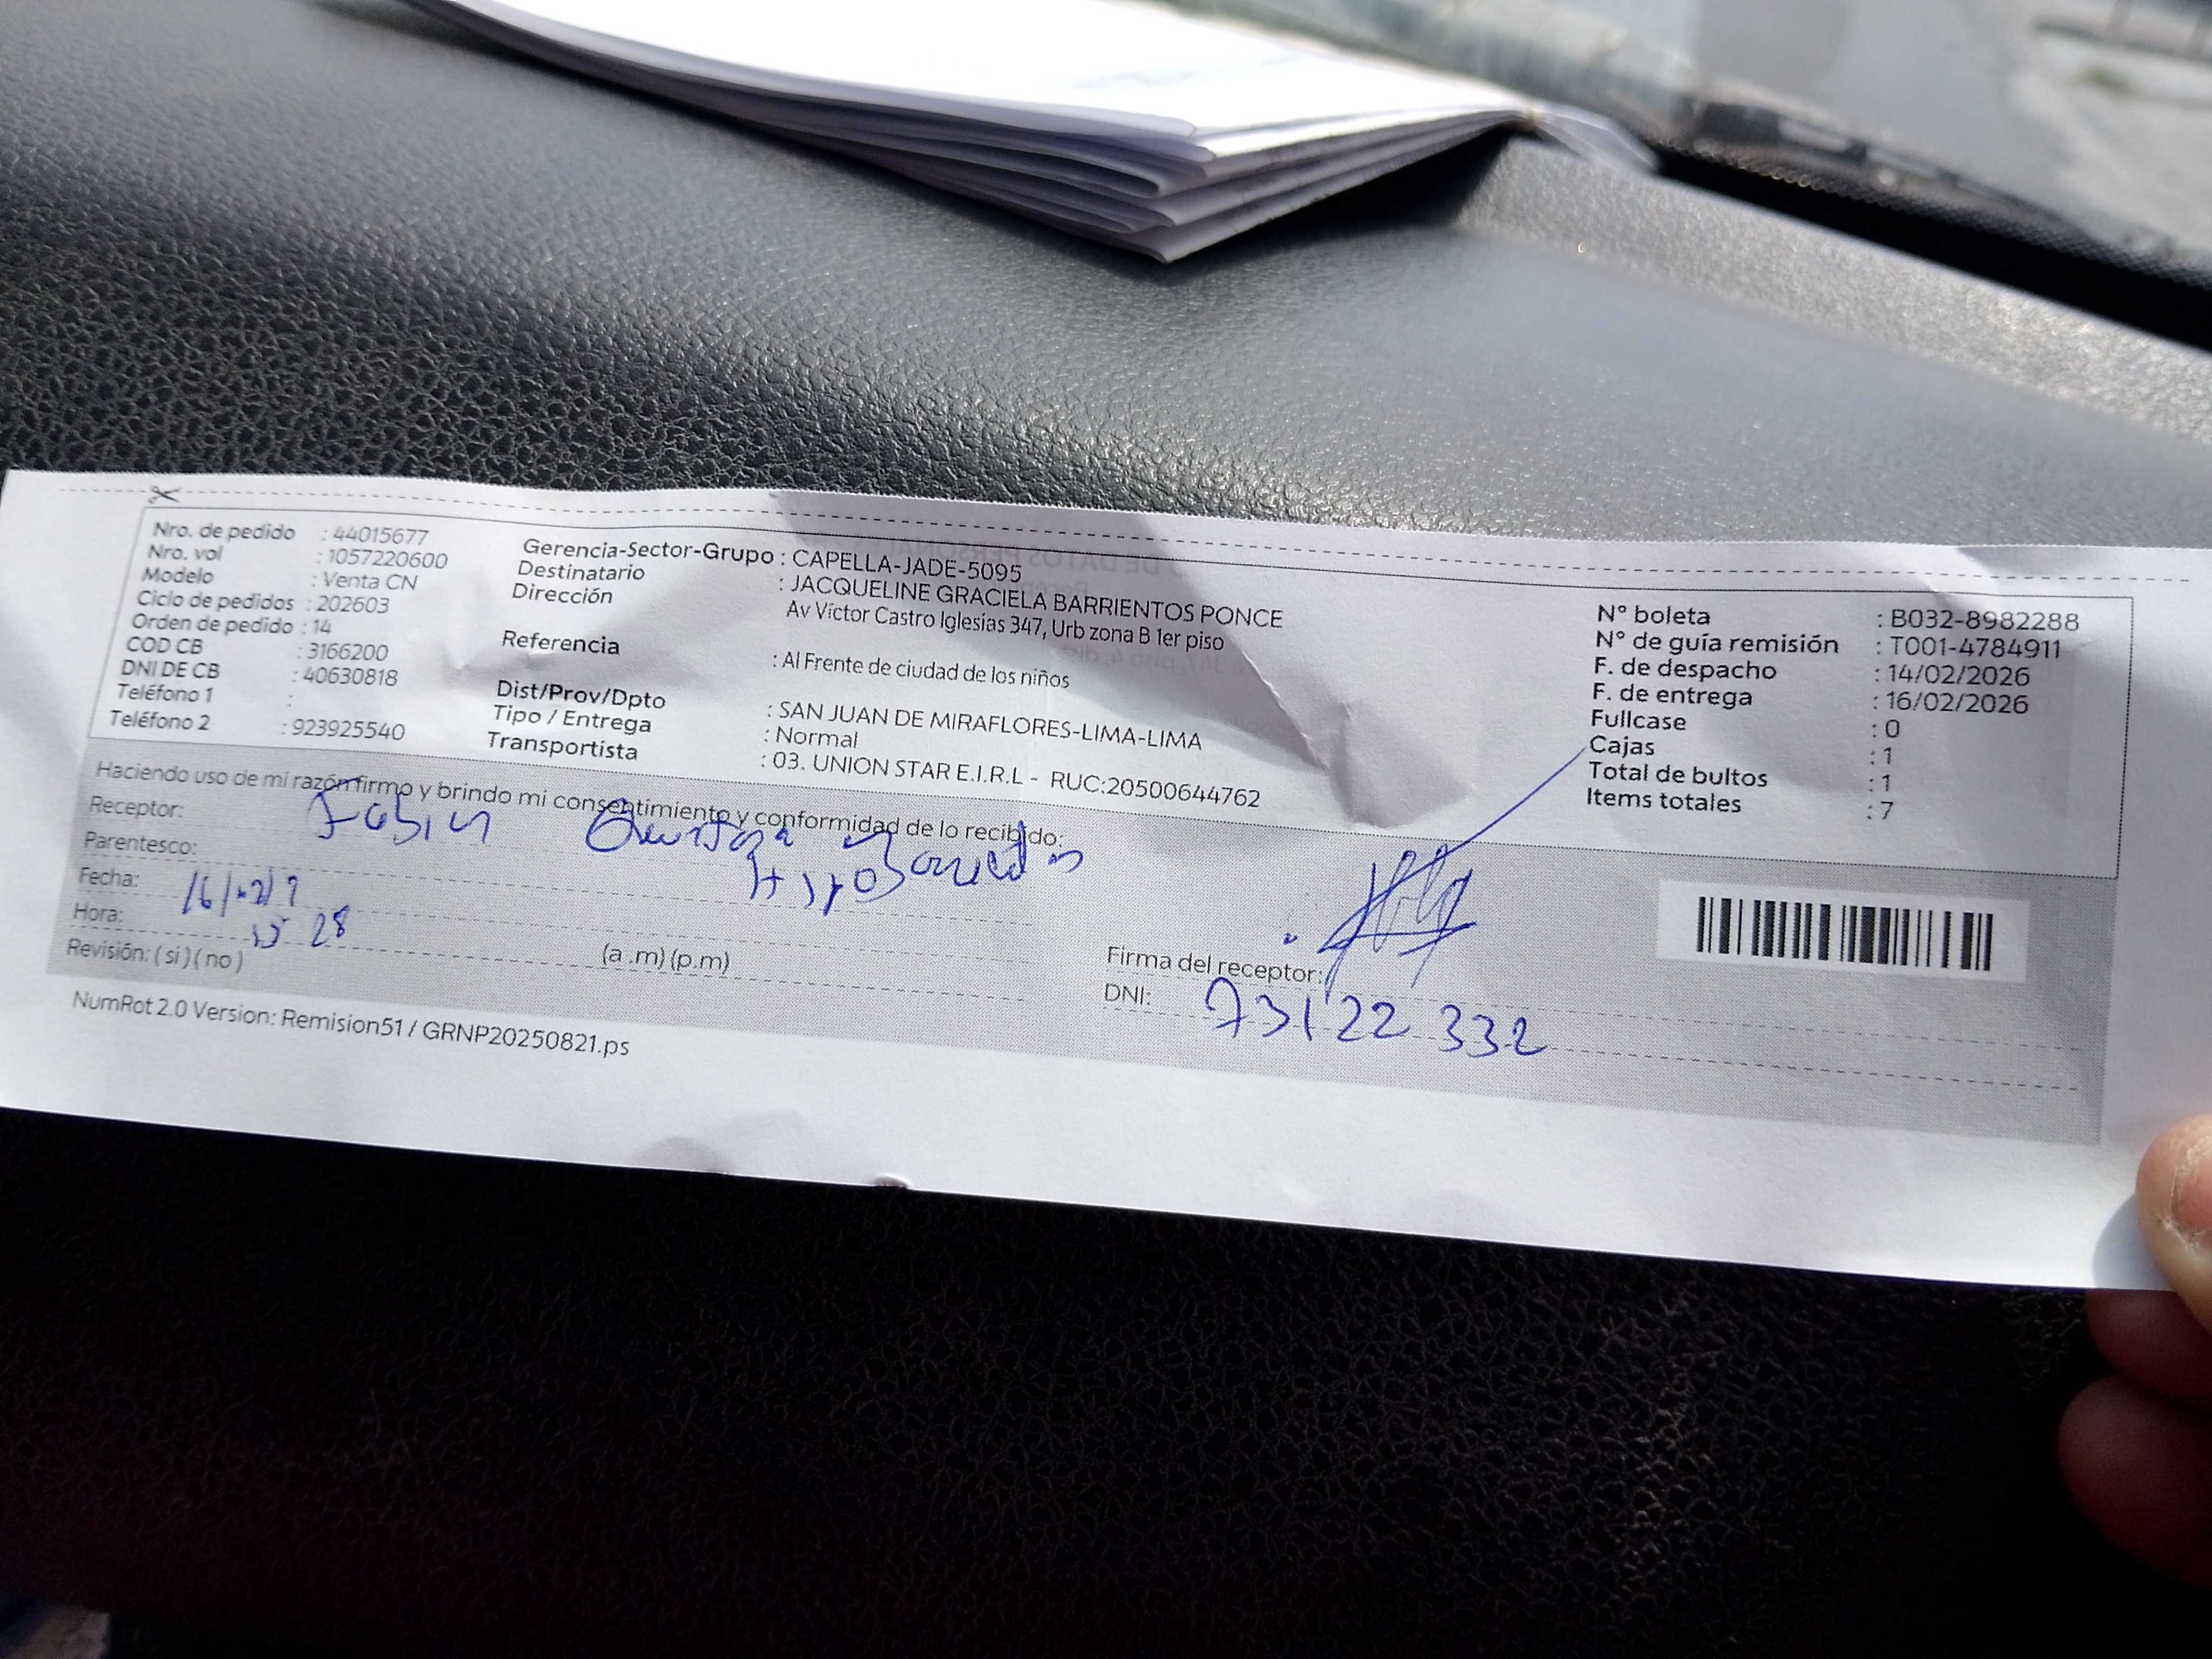 Nro. de pedido : 44015677
Nro. vol : 1057220600
Modelo : Venta CN
Ciclo de pedidos : 202603
Orden de pedido : 14
COD CB : 3166200
DNI DE CB : 40630818
Teléfono 1 :
Teléfono 2 : 923925540
Gerencia-Sector-Grupo : CAPELLA-JADE-5095
Destinatario : JACQUELINE GRACIELA BARRIENTOS PONCE
Dirección Av Víctor Castro Iglesias 347, Urb zona B 1er piso
Referencia : Al Frente de ciudad de los niños
Dist/Prov/Dpto : SAN JUAN DE MIRAFLORES-LIMA-LIMA
Tipo / Entrega : Normal
Transportista : 03. UNION STAR E.I.R.L - RUC:20500644762
N° boleta : B032-8982288
N° de guía remisión : T001-4784911
F. de despacho : 14/02/2026
F. de entrega : 16/02/2026
Fullcase : 0
Cajas : 1
Total de bultos : 1
Items totales : 7
Haciendo uso de mi razón firmo y brindo mi consentimiento y conformidad de lo recibido:
Receptor:
Parentesco:
Fecha:
Hora: 28
Revisión: ( si ) ( no ) (a .m) (p.m)
Firma del receptor:
DNI: 73122 332
NumRot 2.0 Version: Remision51 / GRNP20250821.ps